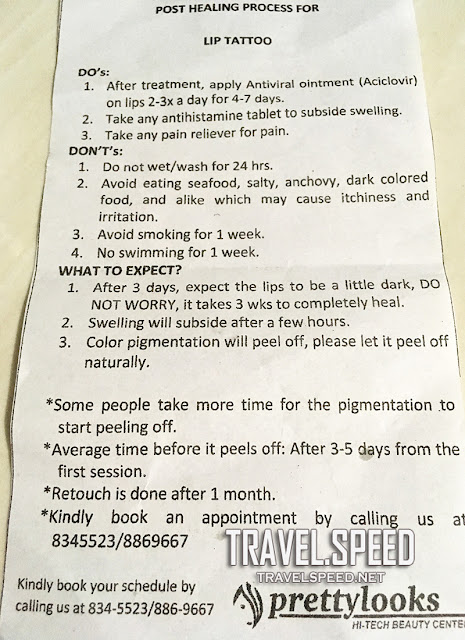 POST HEALING PROCESS FOR
LIP TATTOO
DO's:
1. After treatment, apply Antiviral ointment (Aciclovir)
on lips 2-3x a day for 4-7 days.
2. Take any antihistamine tablet to subside swelling.
3. Take any pain reliever for pain.
DON'T's:
1. Do not wet/wash for 24 hrs.
2. Avoid eating seafood, salty, anchovy, dark colored
food, and alike which may cause itchiness and
irritation.
3. Avoid smoking for 1 week.
4. No swimming for 1 week.
WHAT TO EXPECT?
1. After 3 days, expect the lips to be a little dark, DO
NOT WORRY, it takes 3 wks to completely heal.
2. Swelling will subside after a few hours.
3. Color pigmentation will peel off, please let it peel off
naturally.
*Some people take more time for the pigmentation to
start peeling off.
*Average time before it peels off: After 3-5 days from the
first session.
*Retouch is done after 1 month.
*Kindly book an appointment by calling us at
8345523/8869667
TRAVEL.SPEED
TRAVELSPEED.NET
Kindly book your schedule by
calling us at 834-5523/886-9667
prettylooks
HI-TECH BEAUTY CENTE